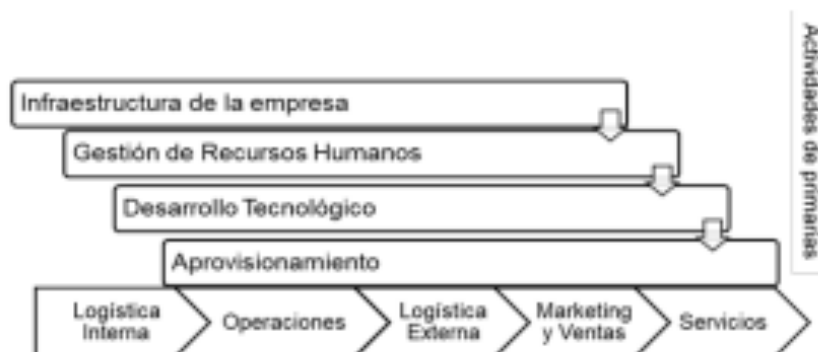 Infraestructura de la empresa
Gestión de Recursos Humanos
Desarrollo Tecnológico
Aprovisionamiento
Logística
Interna
Operaciones
Logística
Externa
Marketing
y Ventas
Servicios
Actividades de primarias